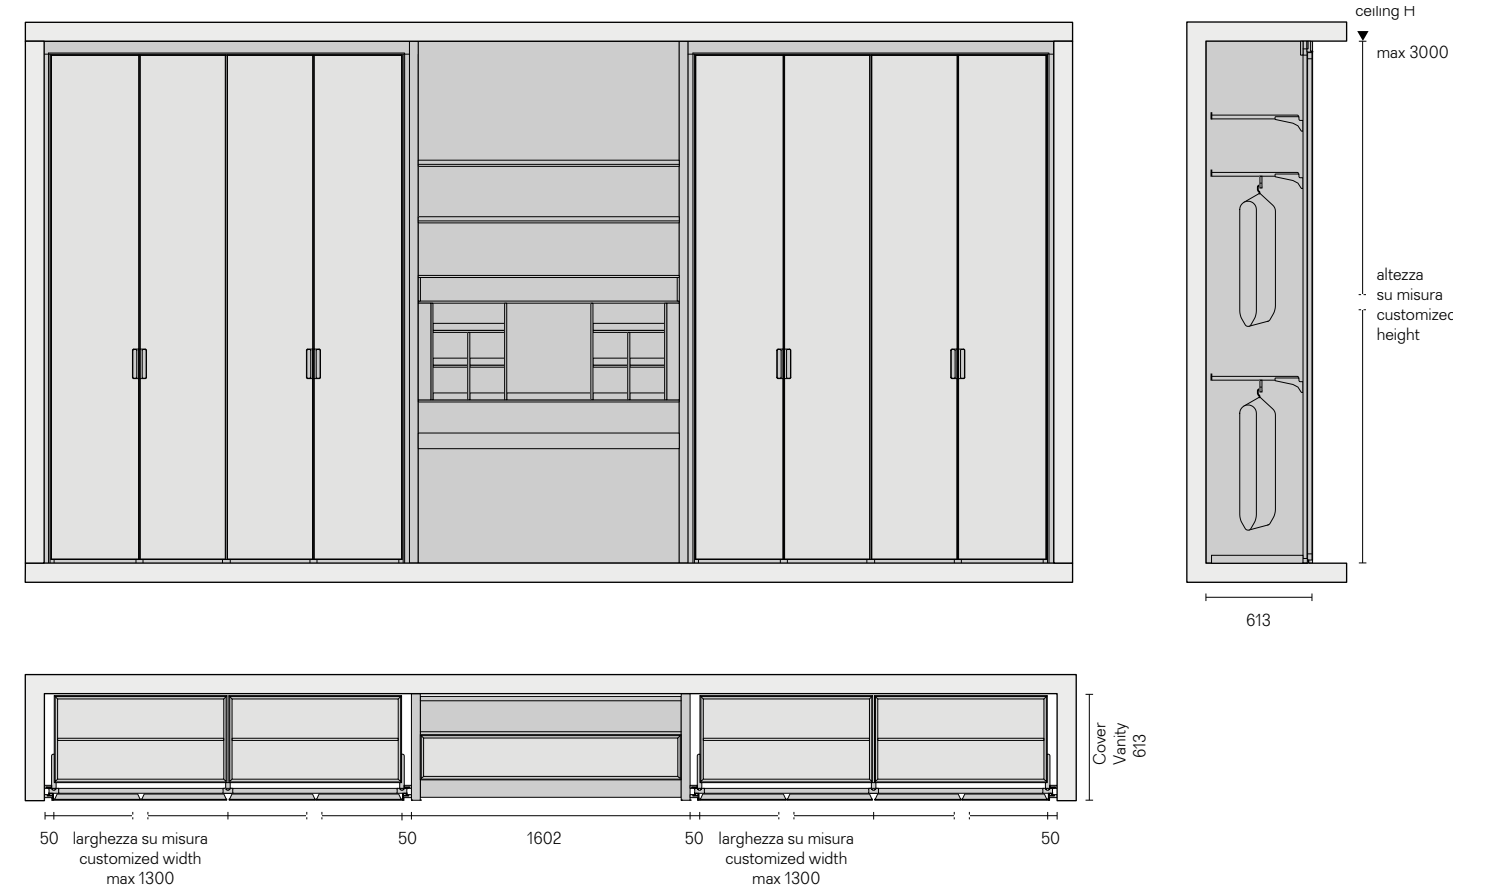 ceiling H
max 3000
altezza
su misura
customized
height
613
Cover
Vanity
613
50 larghezza su misura 50 1602 50 larghezza su misura 50
customized width customized width
max 1300 max 1300